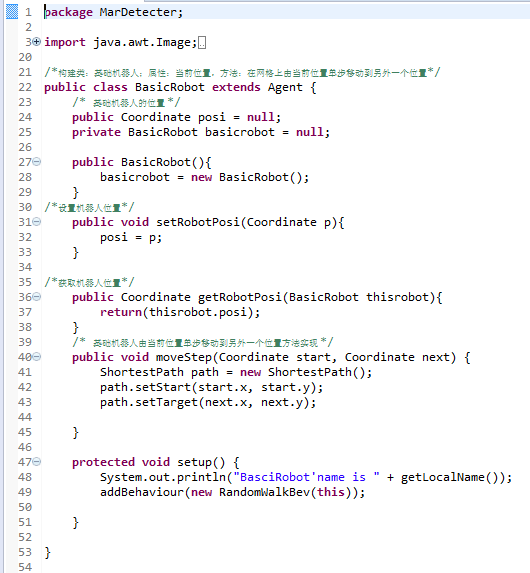 1 package MarDetecter;
2
3 import java.awt.Image;
20
21 /*构建类：基础机器人；属性：当前位置，方法：在网格上由当前位置单步移动到另外一个位置*/
22 public class BasicRobot extends Agent {
23 /* 基础机器人的位置*/
24 public Coordinate posi = null;
25 private BasicRobot basicrobot = null;
26
27 public BasicRobot(){
28 basicrobot = new BasicRobot();
29 }
30 /*设置机器人位置*/
31 public void setRobotPosi(Coordinate p){
32 posi = p;
33 }
34
35 /*获取机器人位置*/
36 public Coordinate getRobotPosi(BasicRobot thisrobot){
37 return(thisrobot.posi);
38 }
39 /* 基础机器人由当前位置单步移动到另外一个位置方法实现*/
40 public void moveStep(Coordinate start, Coordinate next) {
41 ShortestPath path = new ShortestPath();
42 path.setStart(start.x, start.y);
43 path.setTarget(next.x, next.y);
44
45 }
46
47 protected void setup() {
48 System.out.println("BasciRobot'name is " + getLocalName());
49 addBehaviour(new RandomWalkBev(this));
50
51 }
52
53 }
54